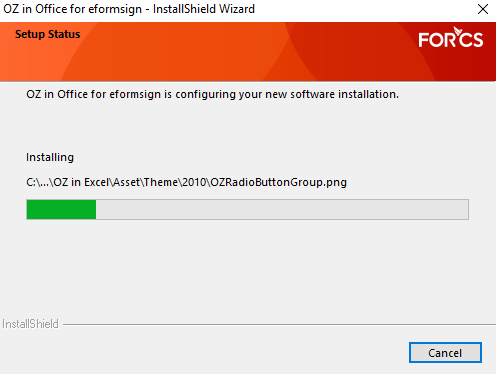 OZ in Office for eformsign - InstallShield Wizard
Setup Status
FORCS
OZ in Office for eformsign is configuring your new software installation.
Installing
C:\...\OZ in Excel\Asset\Theme\2010\OZRadioButtonGroup.png
InstallShield
Cancel